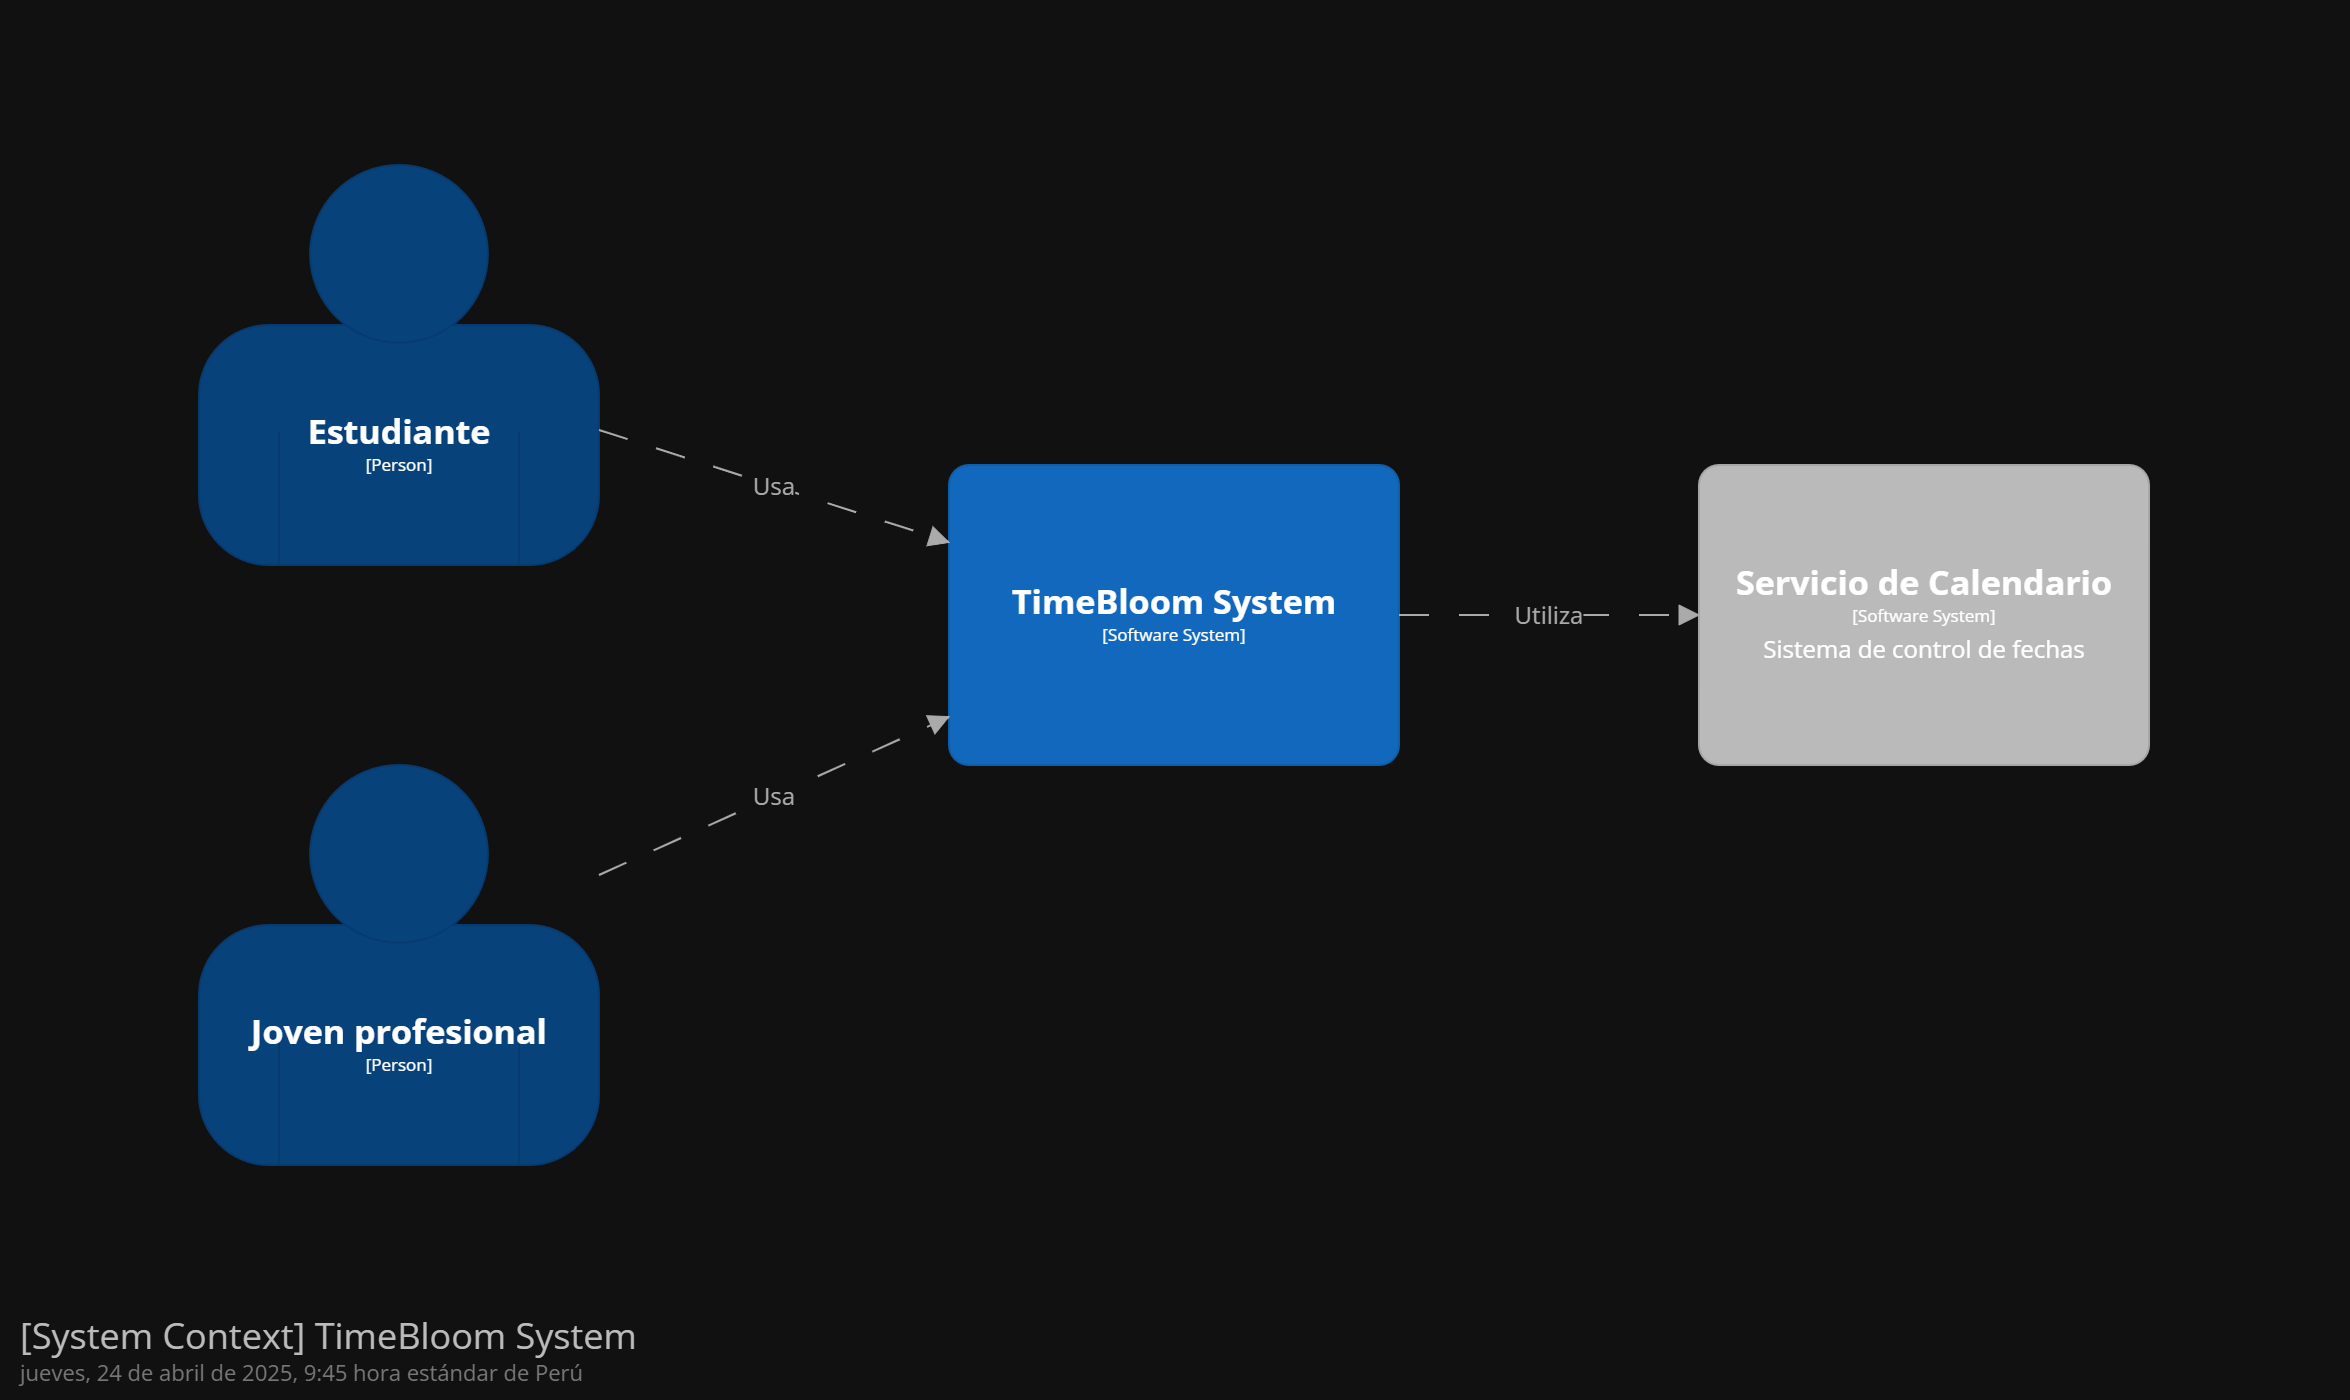 Estudiante
[Person]
Usa
TimeBloom System
[Software System]
Utiliza
Servicio de Calendario
[Software System]
Sistema de control de fechas
Usa
Joven profesional
[Person]
[System Context] TimeBloom System
jueves, 24 de abril de 2025, 9:45 hora estándar de Perú